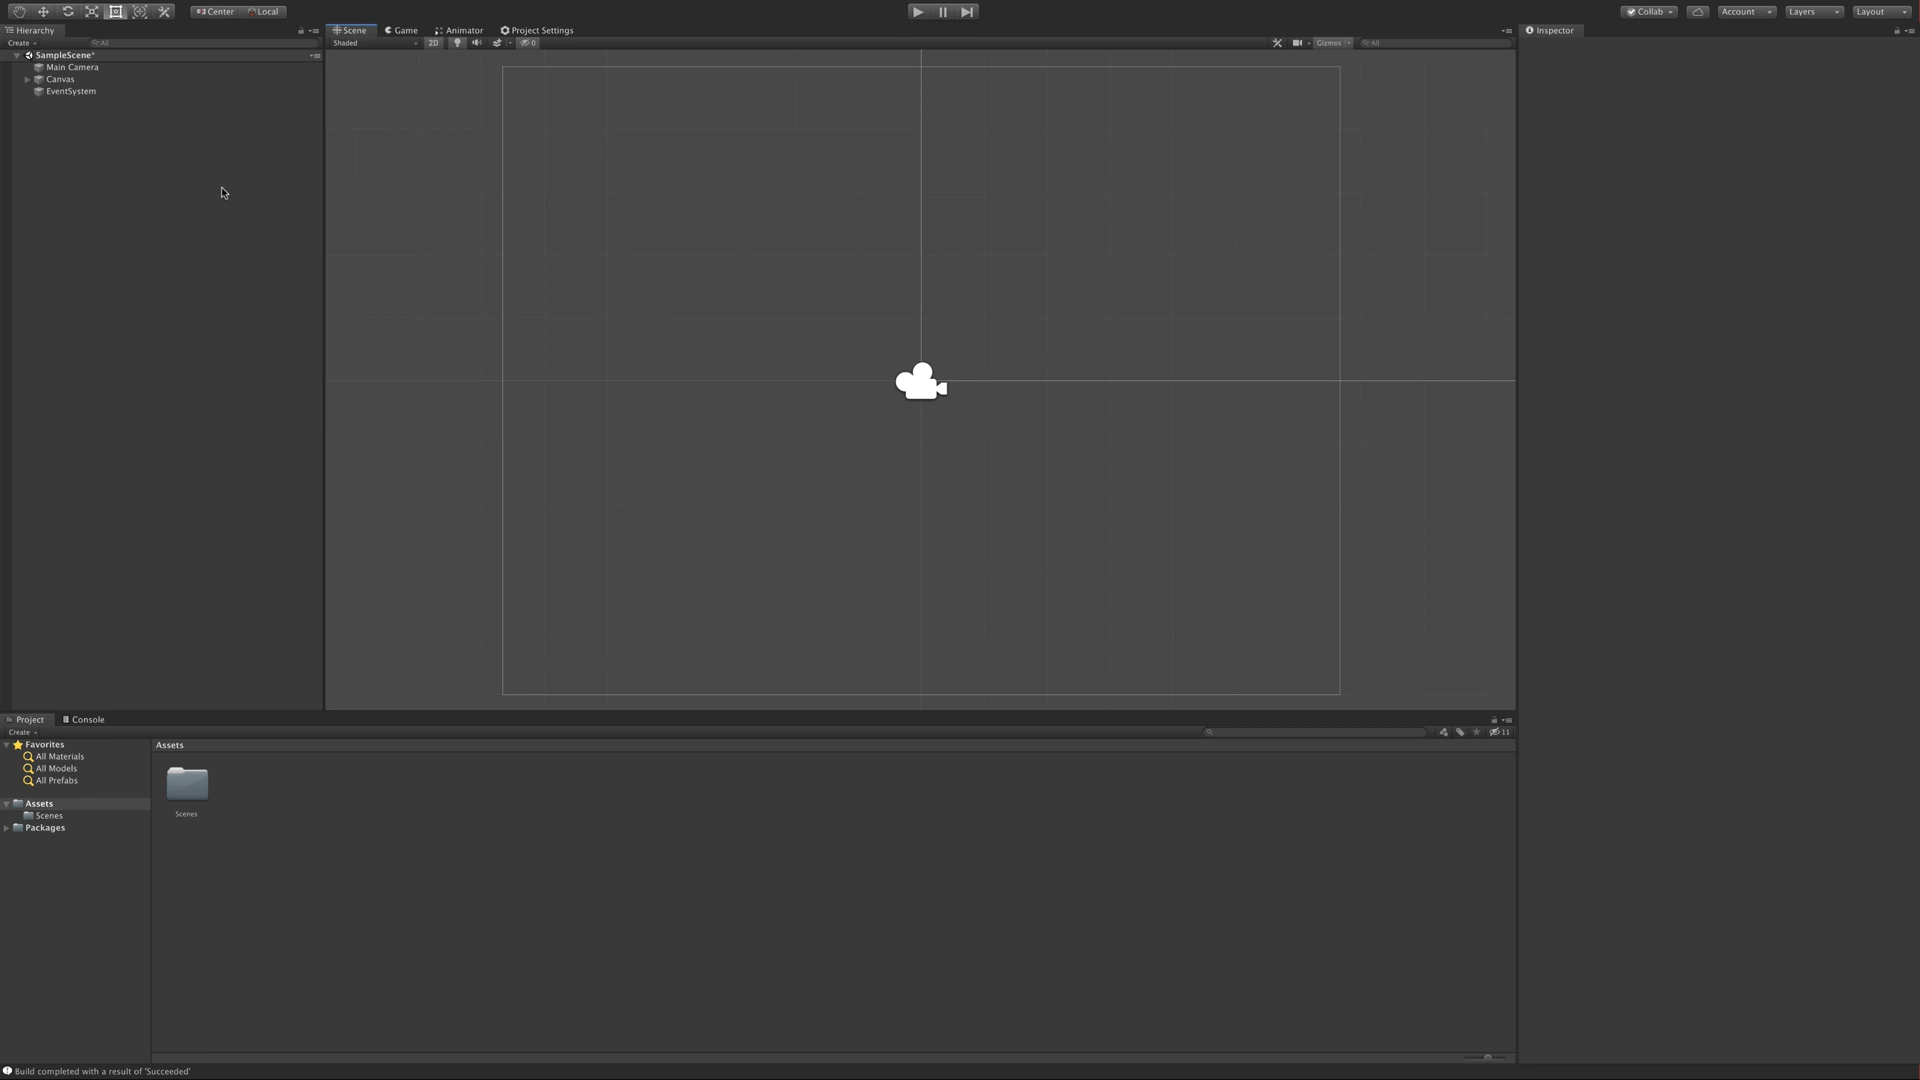 Center
Local
Collab
Account
Layers
Layout
Hierarchy
Create
All
SampleScene*
Main Camera
Canvas
EventSystem
Scene
Game
Animator
Project Settings
Shaded
2D
0
Gizmos
All
Inspector
Project
Console
Create
11
Favorites
All Materials
All Models
All Prefabs
Assets
Scenes
Packages
Assets
Scenes
Build completed with a result of 'Succeeded'